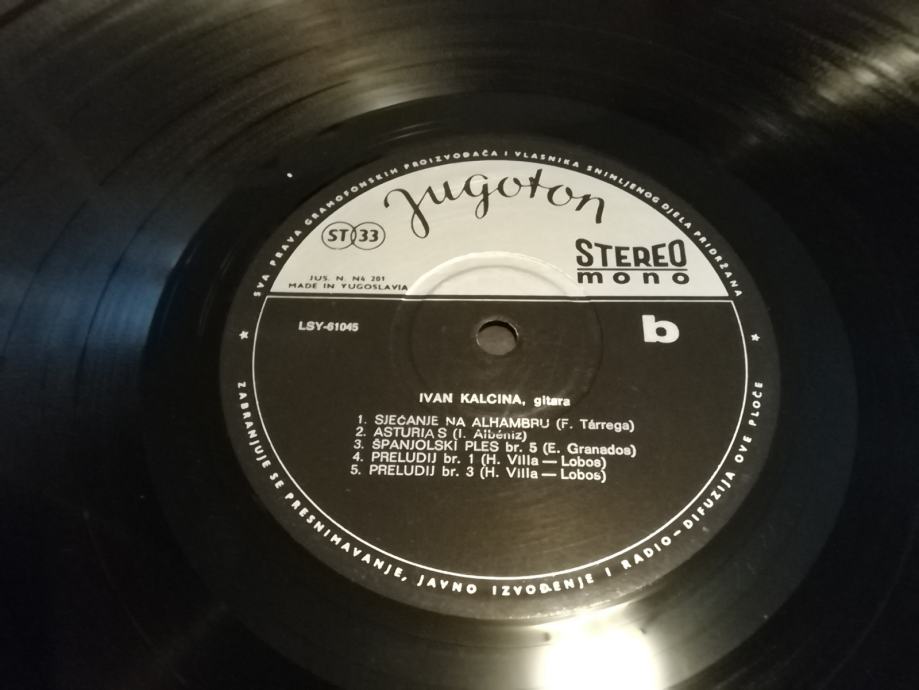 SVA PRAVA GRAMOFONSKIH PROIZVOĐAČA I VLASNIKA SNIMLJENOG DJELA PRIDRŽANA
jugoton
ST 33
STEREO
mono
JUS. N. N4 201
MADE IN YUGOSLAVIA
LSY-61045
b
IVAN KALCINA, gitara
1. SJEĆANJE NA ALHAMBRU (F. Tárrega)
2. ASTURIAS (I. Albéniz)
3. ŠPANJOLSKI PLES br. 5 (E. Granados)
4. PRELUDIJ br. 1 (H. Villa — Lobos)
5. PRELUDIJ br. 3 (H. Villa — Lobos)
ZABRANJUJE SE PRESNIMAVANJE, JAVNO IZVOĐENJE I RADIO-DIFUZIJA OVE PLOČE